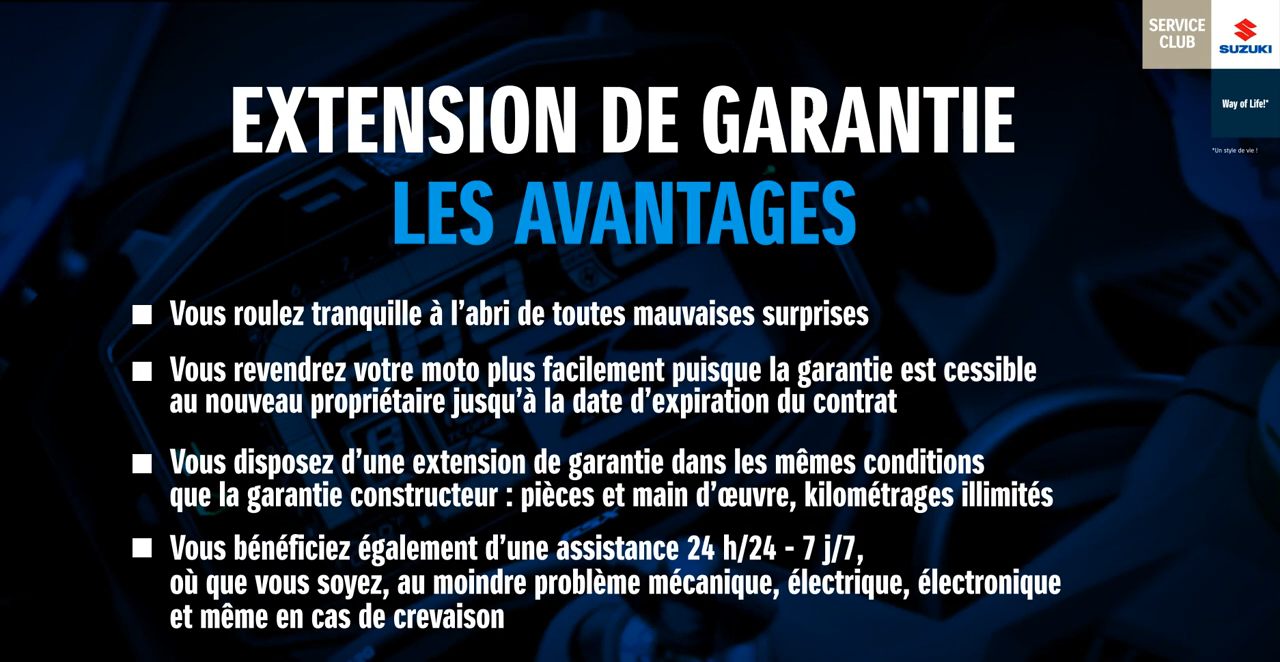 SERVICE
CLUB
SUZUKI
Way of Life!*
*Un style de vie !
EXTENSION DE GARANTIE
LES AVANTAGES
Vous roulez tranquille à l’abri de toutes mauvaises surprises
Vous revendrez votre moto plus facilement puisque la garantie est cessible
au nouveau propriétaire jusqu’à la date d’expiration du contrat
Vous disposez d’une extension de garantie dans les mêmes conditions
que la garantie constructeur : pièces et main d’œuvre, kilométrages illimités
Vous bénéficiez également d’une assistance 24 h/24 - 7 j/7,
où que vous soyez, au moindre problème mécanique, électrique, électronique
et même en cas de crevaison